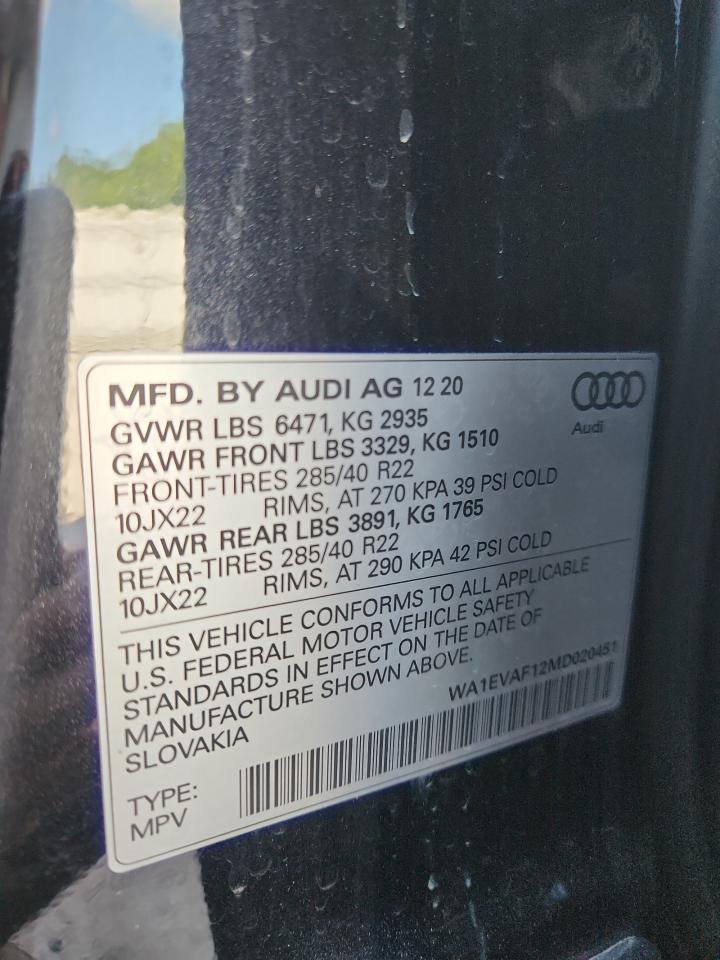 MFD. BY AUDI AG 12 20
Audi
GVWR LBS 6471, KG 2935
GAWR FRONT LBS 3329, KG 1510
FRONT-TIRES 285/40 R22
10JX22 RIMS, AT 270 KPA 39 PSI COLD
GAWR REAR LBS 3891, KG 1765
REAR-TIRES 285/40 R22
10JX22 RIMS, AT 290 KPA 42 PSI COLD
THIS VEHICLE CONFORMS TO ALL APPLICABLE
U.S. FEDERAL MOTOR VEHICLE SAFETY
STANDARDS IN EFFECT ON THE DATE OF
MANUFACTURE SHOWN ABOVE.
SLOVAKIA
WA1EVAF12MD020451
TYPE:
MPV